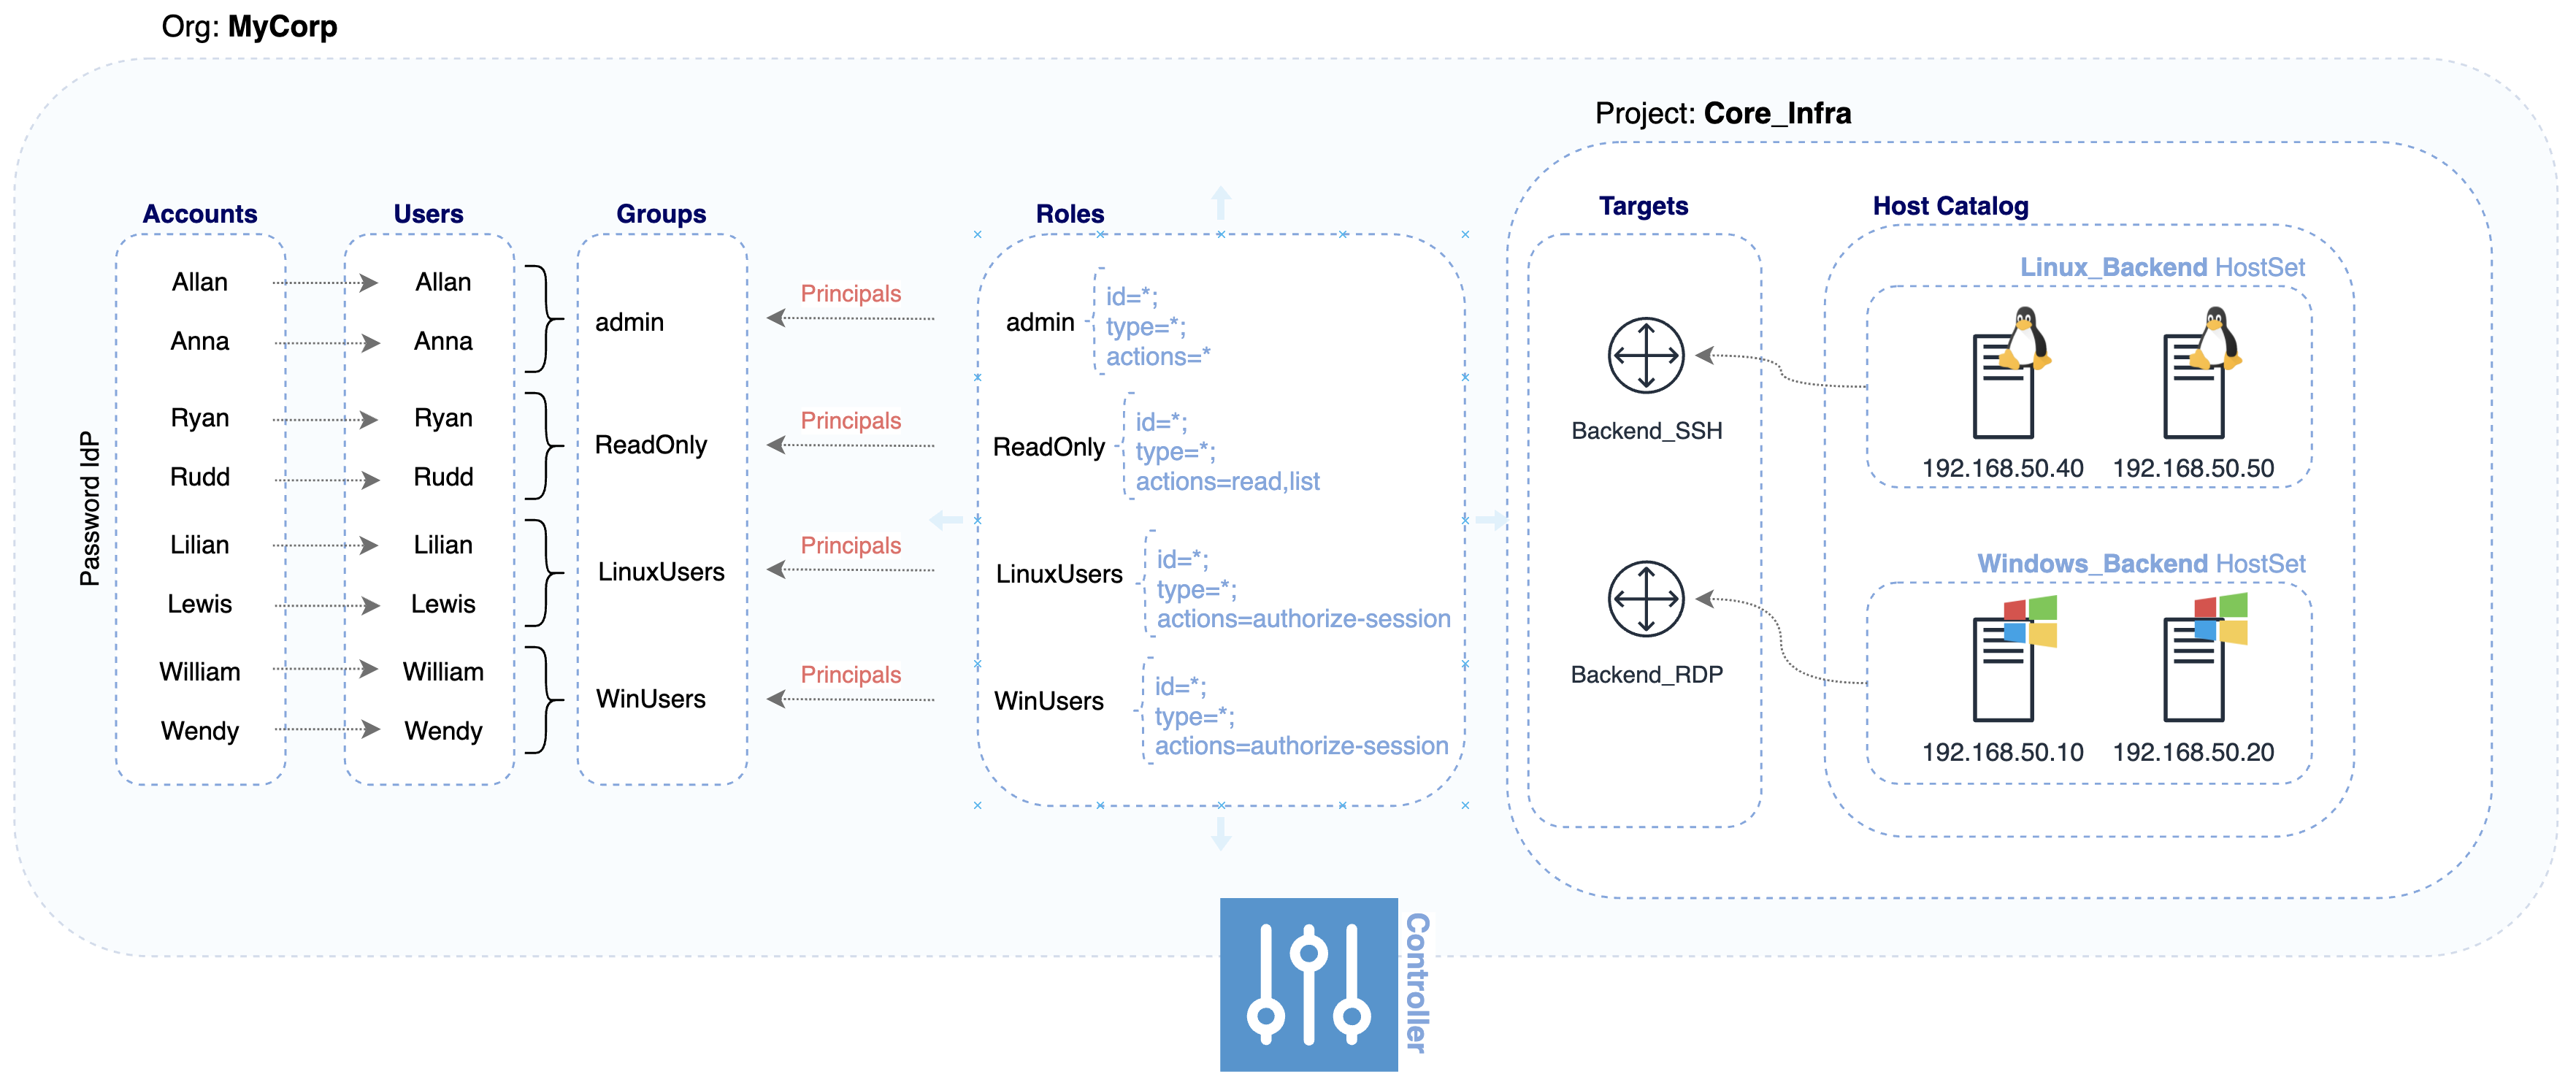 Org: MyCorp
Project: Core_Infra
Accounts
Users
Groups
Roles
Targets
Host Catalog
Password IdP
Allan
Anna
Ryan
Rudd
Lilian
Lewis
William
Wendy
Allan
Anna
Ryan
Rudd
Lilian
Lewis
William
Wendy
admin
ReadOnly
LinuxUsers
WinUsers
Principals
Principals
Principals
Principals
admin
id=*;
type=*;
actions=*
ReadOnly
id=*;
type=*;
actions=read,list
LinuxUsers
id=*;
type=*;
actions=authorize-session
WinUsers
id=*;
type=*;
actions=authorize-session
Backend_SSH
Backend_RDP
Linux_Backend HostSet
192.168.50.40
192.168.50.50
Windows_Backend HostSet
192.168.50.10
192.168.50.20
Controller